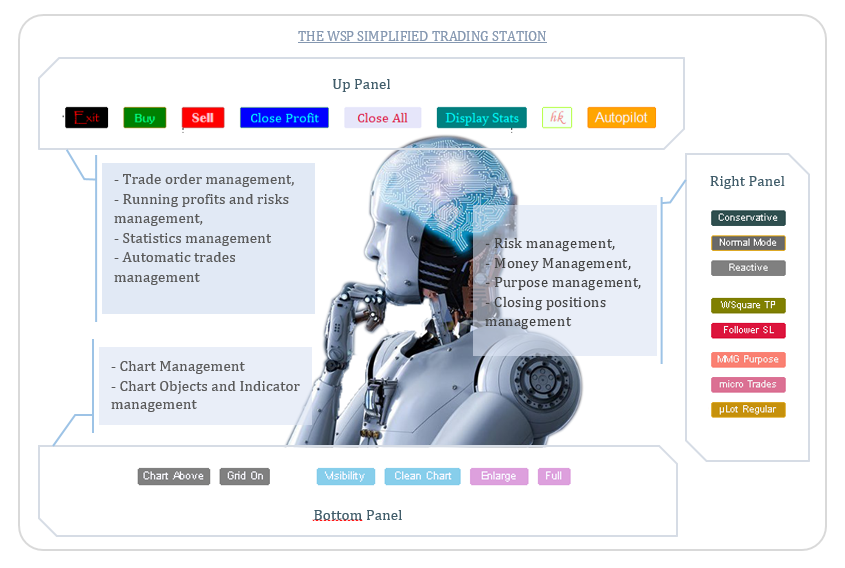 THE WSP SIMPLIFIED TRADING STATION
Up Panel
Exit Buy Sell Close Profit Close All Display Stats hk Autopilot
- Trade order management,
- Running profits and risks
management,
- Statistics management
- Automatic trades
management
- Risk management,
- Money Management,
- Purpose management,
- Closing positions
management
Right Panel
Conservative
Normal Mode
Reactive
WSquare TP
Follower SL
MMG Purpose
micro Trades
µLot Regular
- Chart Management
- Chart Objects and Indicator
management
Chart Above Grid On Visibility Clean Chart Enlarge Full
Bottom Panel